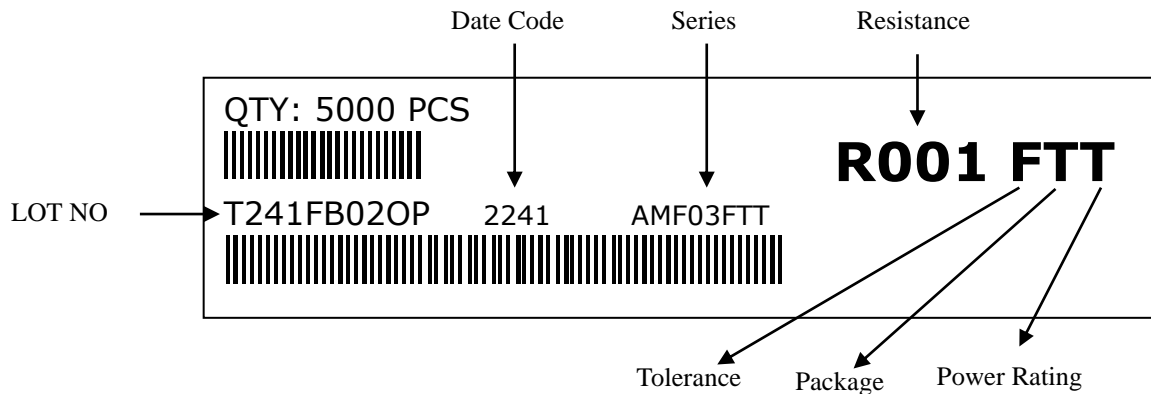 Date Code Series Resistance
QTY: 5000 PCS
R001 FTT
LOT NO T241FB02OP 2241 AMF03FTT
Tolerance Package Power Rating